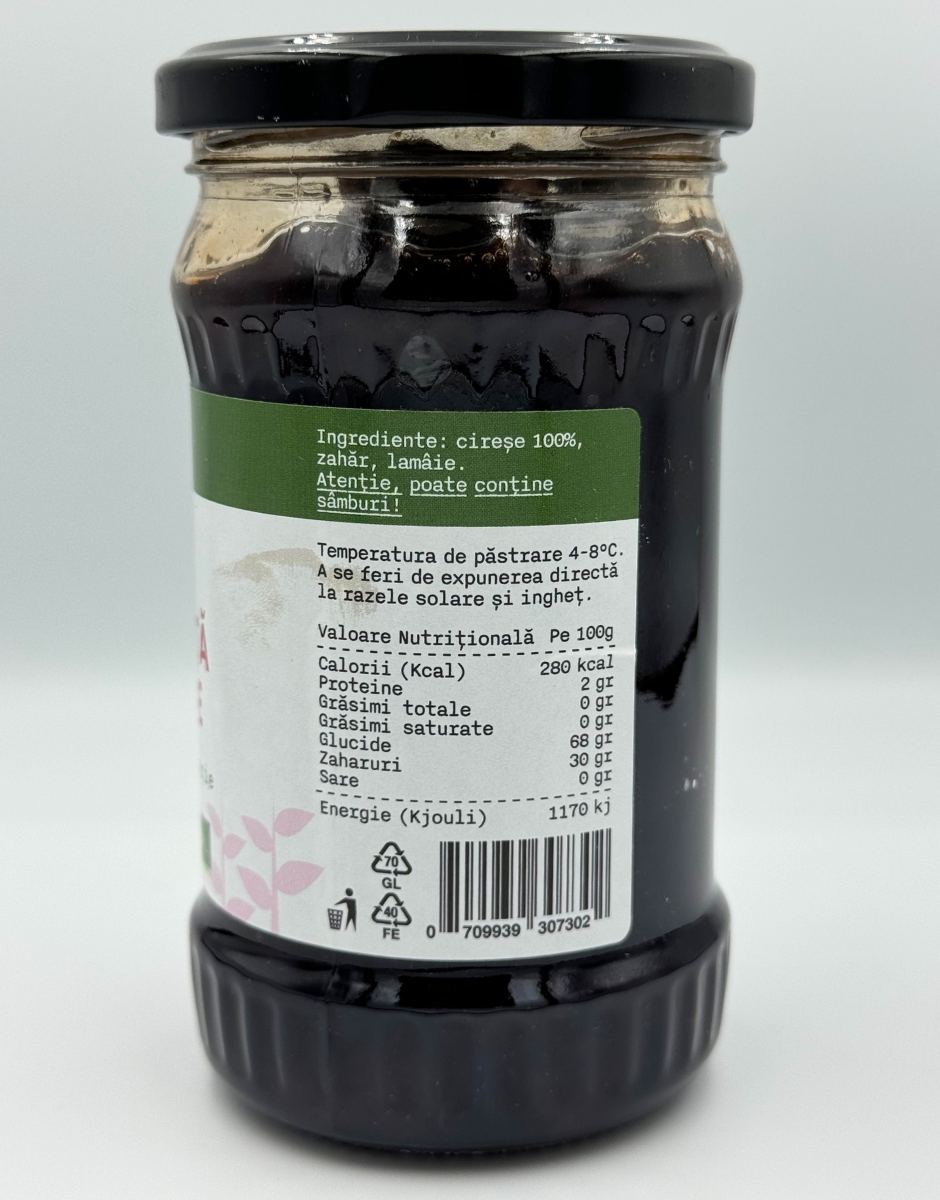 Ingrediente: cireșe 100%,
zahăr, lamâie.
Atenție, poate conține
sâmburi!
Temperatura de păstrare 4-8°C.
A se feri de expunerea directă
la razele solare și ingheț.
Valoare Nutrițională Pe 100g
Calorii (Kcal) 280 kcal
Proteine 2 gr
Grăsimi totale 0 gr
Grăsimi saturate 0 gr
Glucide 68 gr
Zaharuri 30 gr
Sare 0 gr
Energie (Kjouli) 1170 kj
70
GL
40
FE
0 709939 307302